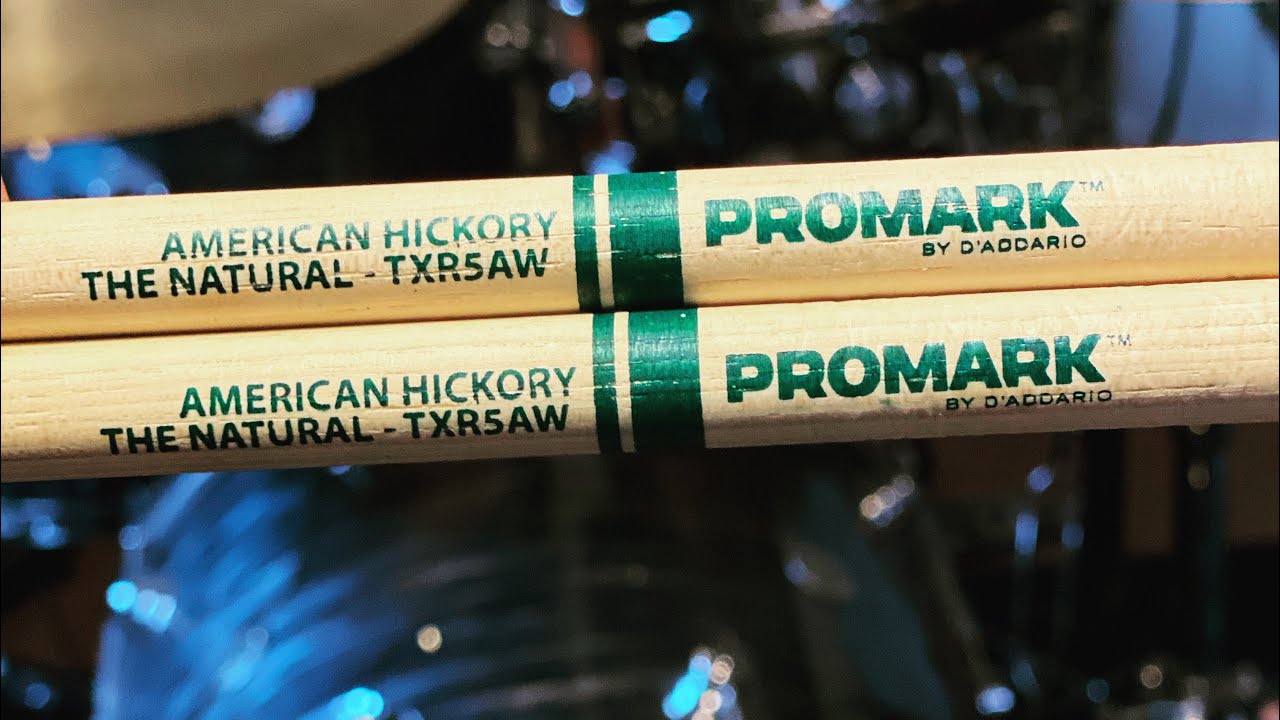 AMERICAN HICKORY
THE NATURAL - TXR5AW
PROMARK™
BY D'ADDARIO
AMERICAN HICKORY
THE NATURAL - TXR5AW
PROMARK™
BY D'ADDARIO